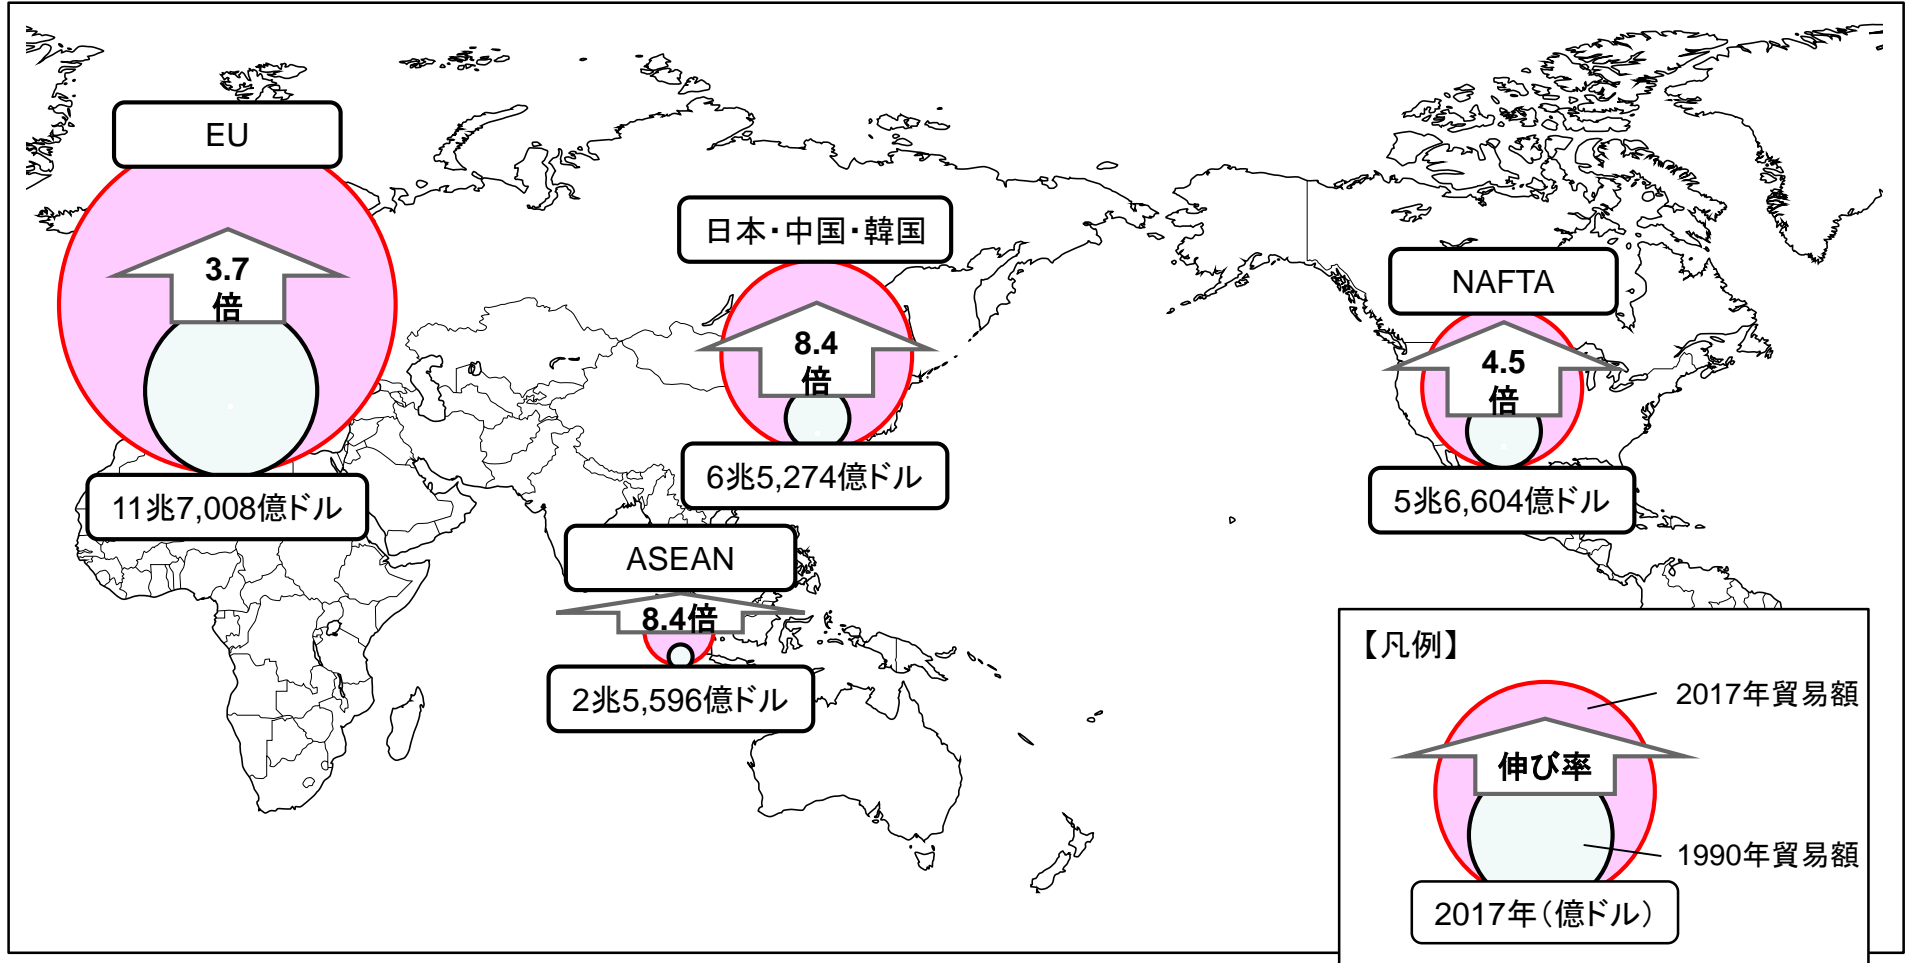 EU
3.7
倍
11兆7,008億ドル
日本・中国・韓国
8.4
倍
6兆5,274億ドル
ASEAN
8.4倍
2兆5,596億ドル
NAFTA
4.5
倍
5兆6,604億ドル
【凡例】
2017年貿易額
伸び率
1990年貿易額
2017年（億ドル）